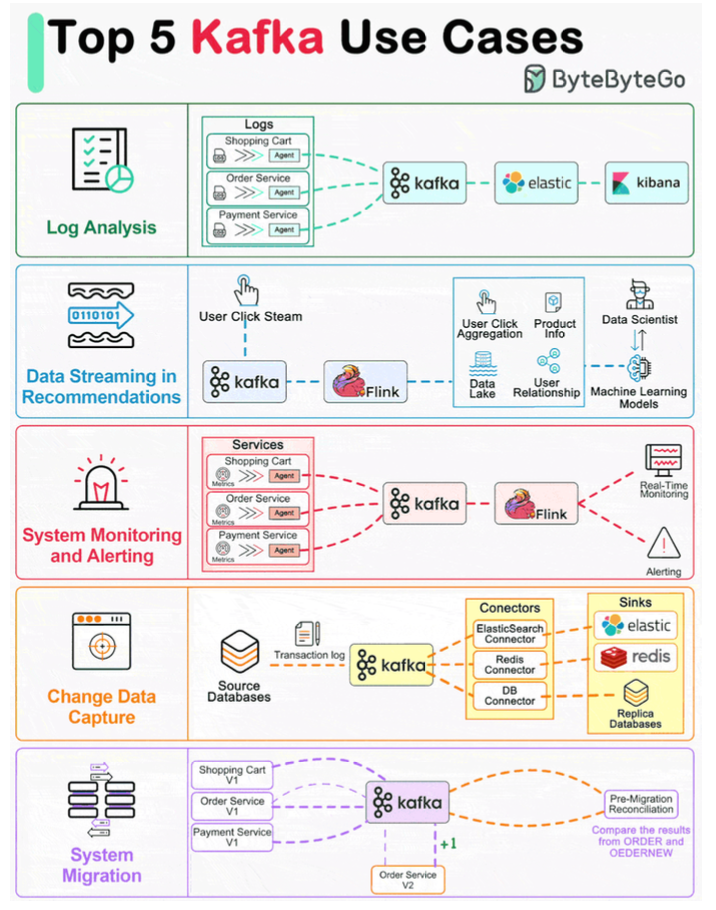 Top 5 Kafka Use Cases
ByteByteGo
Log Analysis
Logs
Shopping Cart
LOG
Agent
Order Service
LOG
Agent
Payment Service
LOG
Agent
kafka
elastic
kibana
Data Streaming in
Recommendations
0110101
User Click Steam
kafka
Flink
User Click
Aggregation
Product
Info
Data
Lake
User
Relationship
Data Scientist
Machine Learning
Models
System Monitoring
and Alerting
Services
Shopping Cart
Metrics
Agent
Order Service
Metrics
Agent
Payment Service
Metrics
Agent
kafka
Flink
Real-Time
Monitoring
Alerting
Change Data
Capture
Source
Databases
Transaction log
kafka
Conectors
ElasticSearch
Connector
Redis
Connector
DB
Connector
Sinks
elastic
redis
Replica
Databases
System
Migration
Shopping Cart
V1
Order Service
V1
Payment Service
V1
kafka
+1
Order Service
V2
Pre-Migration
Reconciliation
Compare the results
from ORDER and
OEDERNEW